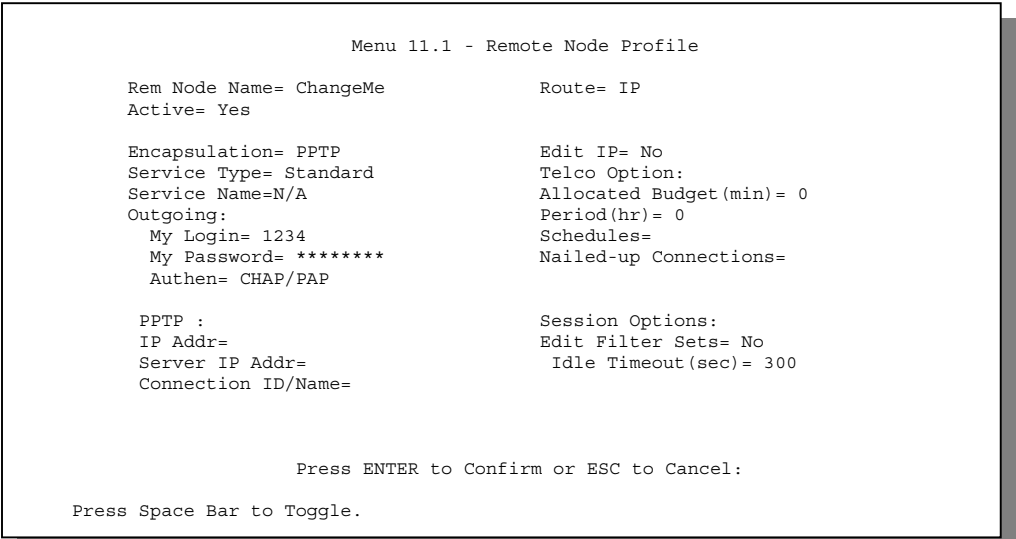 Menu 11.1 - Remote Node Profile
Rem Node Name= ChangeMe Route= IP
Active= Yes
Encapsulation= PPTP Edit IP= No
Service Type= Standard Telco Option:
Service Name=N/A Allocated Budget(min)= 0
Outgoing: Period(hr)= 0
My Login= 1234 Schedules=
My Password= ******** Nailed-up Connections=
Authen= CHAP/PAP
PPTP : Session Options:
IP Addr= Edit Filter Sets= No
Server IP Addr= Idle Timeout(sec)= 300
Connection ID/Name=
Press ENTER to Confirm or ESC to Cancel:
Press Space Bar to Toggle.